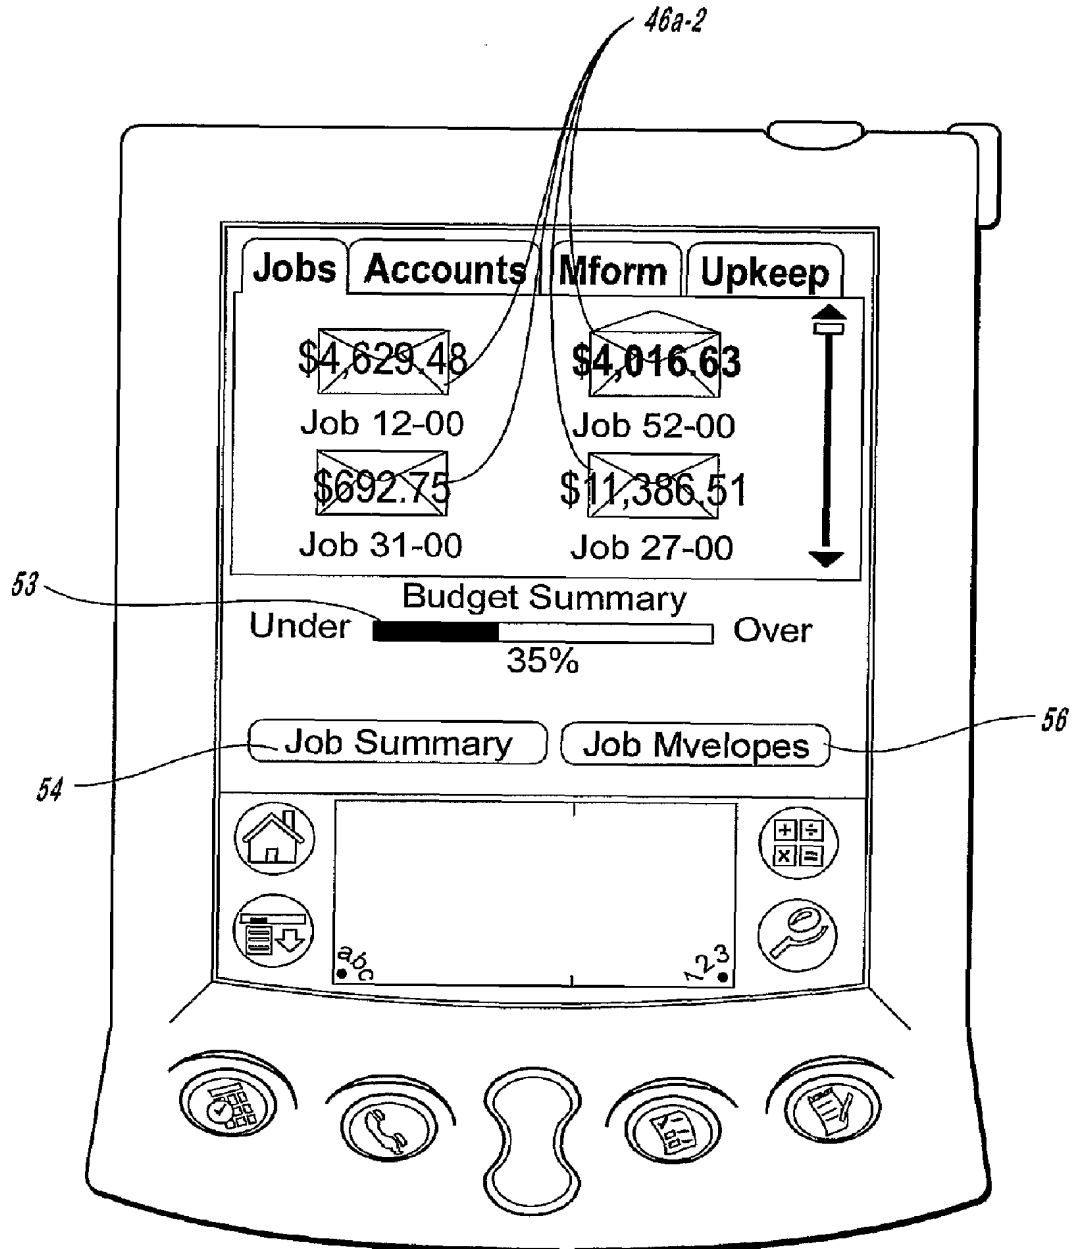 46a-2
Jobs Accounts Mform Upkeep
$4,629.48 $4,016.63
Job 12-00 Job 52-00
$692.75 $11,386.51
Job 31-00 Job 27-00
53
Budget Summary
Under Over
35%
56
Job Summary Job Mvelopes
54
+ ÷
x =
abc 123